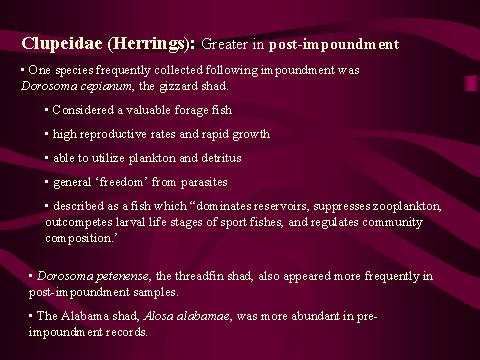 Clupeidae (Herrings): Greater in post-impoundment
• One species frequently collected following impoundment was
Dorosoma cepianum, the gizzard shad.
• Considered a valuable forage fish
• high reproductive rates and rapid growth
• able to utilize plankton and detritus
• general ‘freedom’ from parasites
• described as a fish which “dominates reservoirs, suppresses zooplankton,
outcompetes larval life stages of sport fishes, and regulates community
composition.’
• Dorosoma petenense, the threadfin shad, also appeared more frequently in
post-impoundment samples.
• The Alabama shad, Alosa alabamae, was more abundant in pre-
impoundment records.